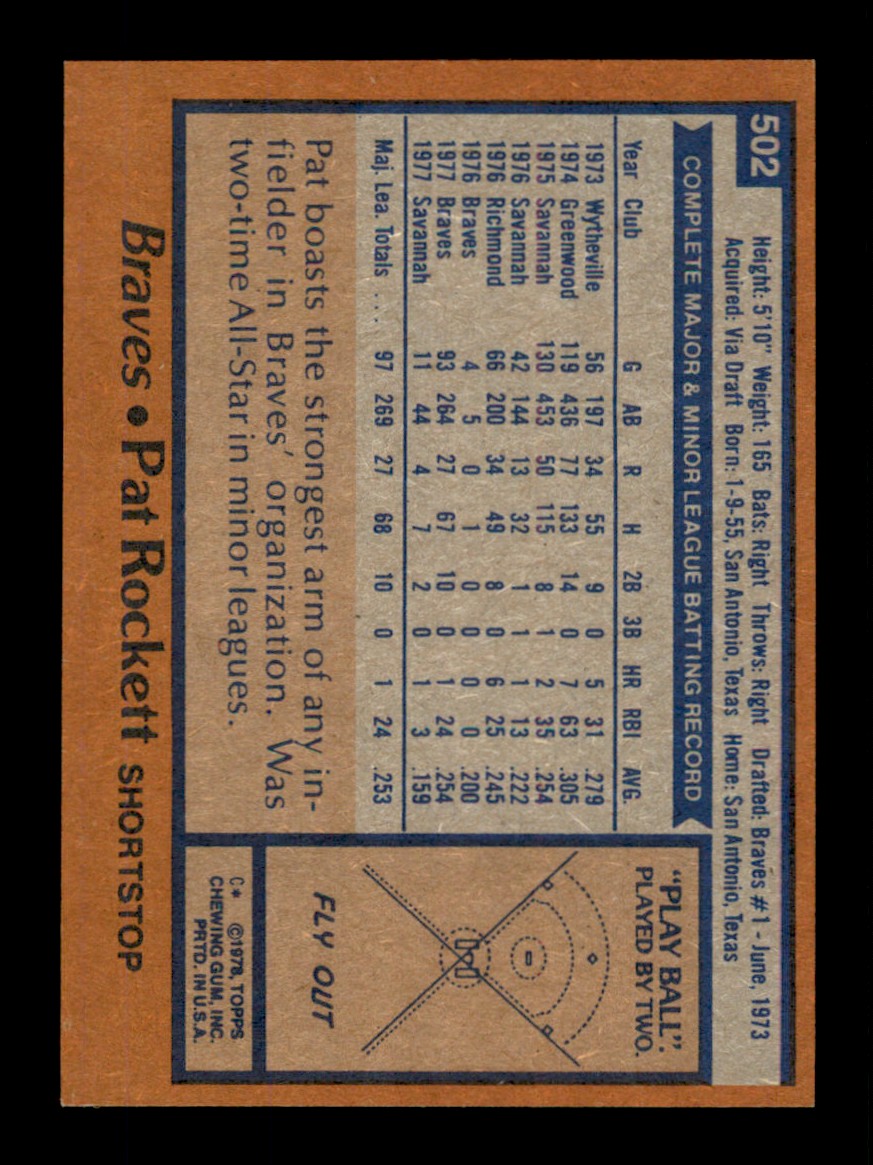 502
Height: 5'10" Weight: 165 Bats: Right Throws: Right Drafted: Braves #1 - June, 1973
Acquired: Via Draft Born: 1-9-55, San Antonio, Texas Home: San Antonio, Texas
COMPLETE MAJOR & MINOR LEAGUE BATTING RECORD
Year Club G AB R H 2B 3B HR RBI AVG.
1973 Wytheville 56 197 34 55 9 0 5 31 .279
1974 Greenwood 119 436 77 133 14 0 7 63 .305
1975 Savannah 130 453 50 115 8 1 2 35 .254
1976 Savannah 42 144 13 32 1 1 1 13 .222
1976 Richmond 66 200 34 49 8 0 6 25 .245
1976 Braves 4 5 0 1 0 0 0 0 .200
1977 Braves 93 264 27 67 10 0 1 24 .254
1977 Savannah 11 44 4 7 2 0 1 3 .159
Maj. Lea. Totals .... 97 269 27 68 10 0 1 24 .253
Pat boasts the strongest arm of any in-
fielder in Braves' organization. Was
two-time All-Star in minor leagues.
"PLAY BALL".
PLAYED BY TWO.
FLY OUT
C* ©1978, TOPPS
CHEWING GUM, INC.
PRTD. IN U.S.A.
Braves • Pat Rockett SHORTSTOP